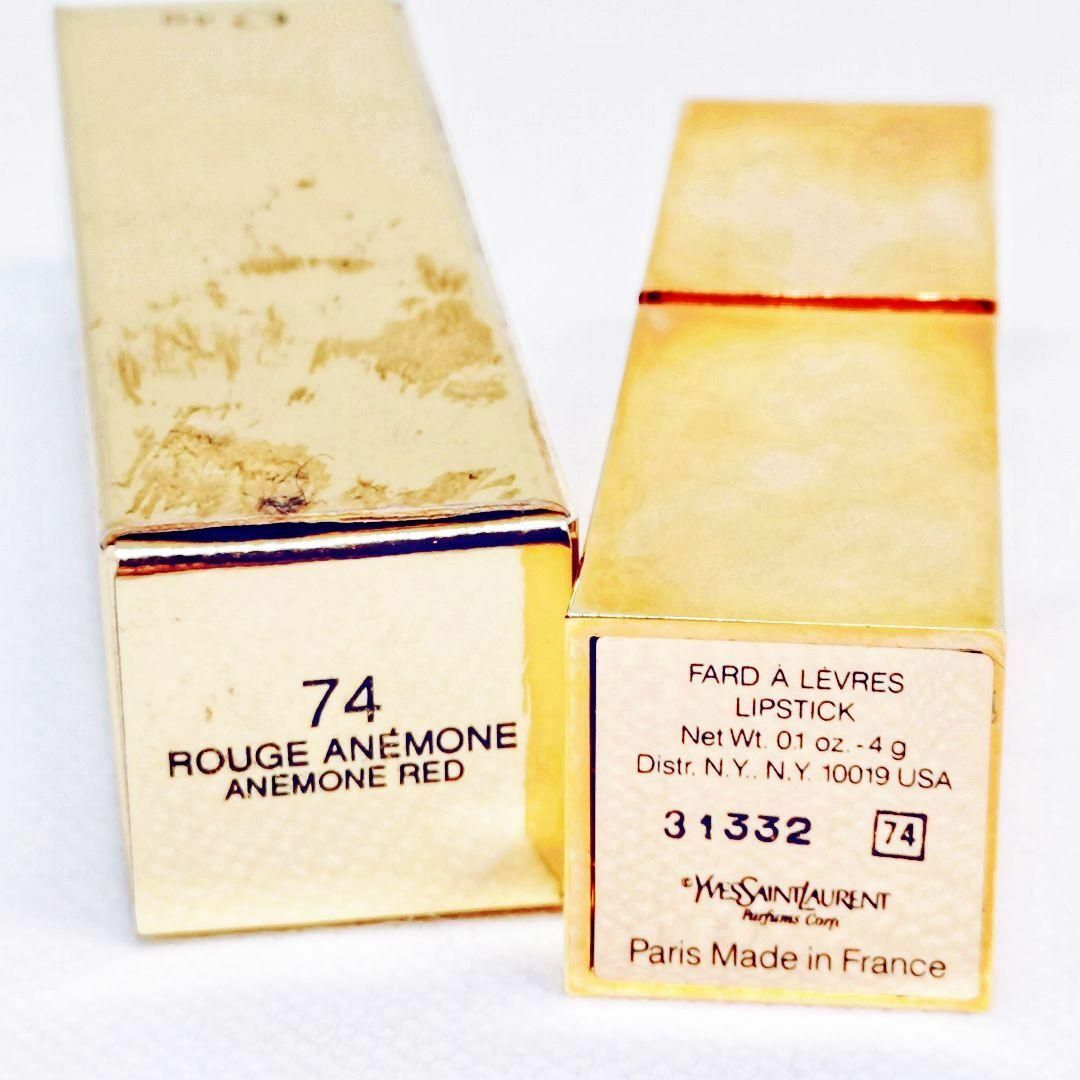 74
ROUGE ANÉMONE
ANEMONE RED
FARD À LÈVRES
LIPSTICK
Net Wt. 0.1 oz. - 4 g
Distr. N.Y., N.Y. 10019 USA
31332 74
©YVESSAINTLAURENT
Parfums Corp.
Paris Made in France